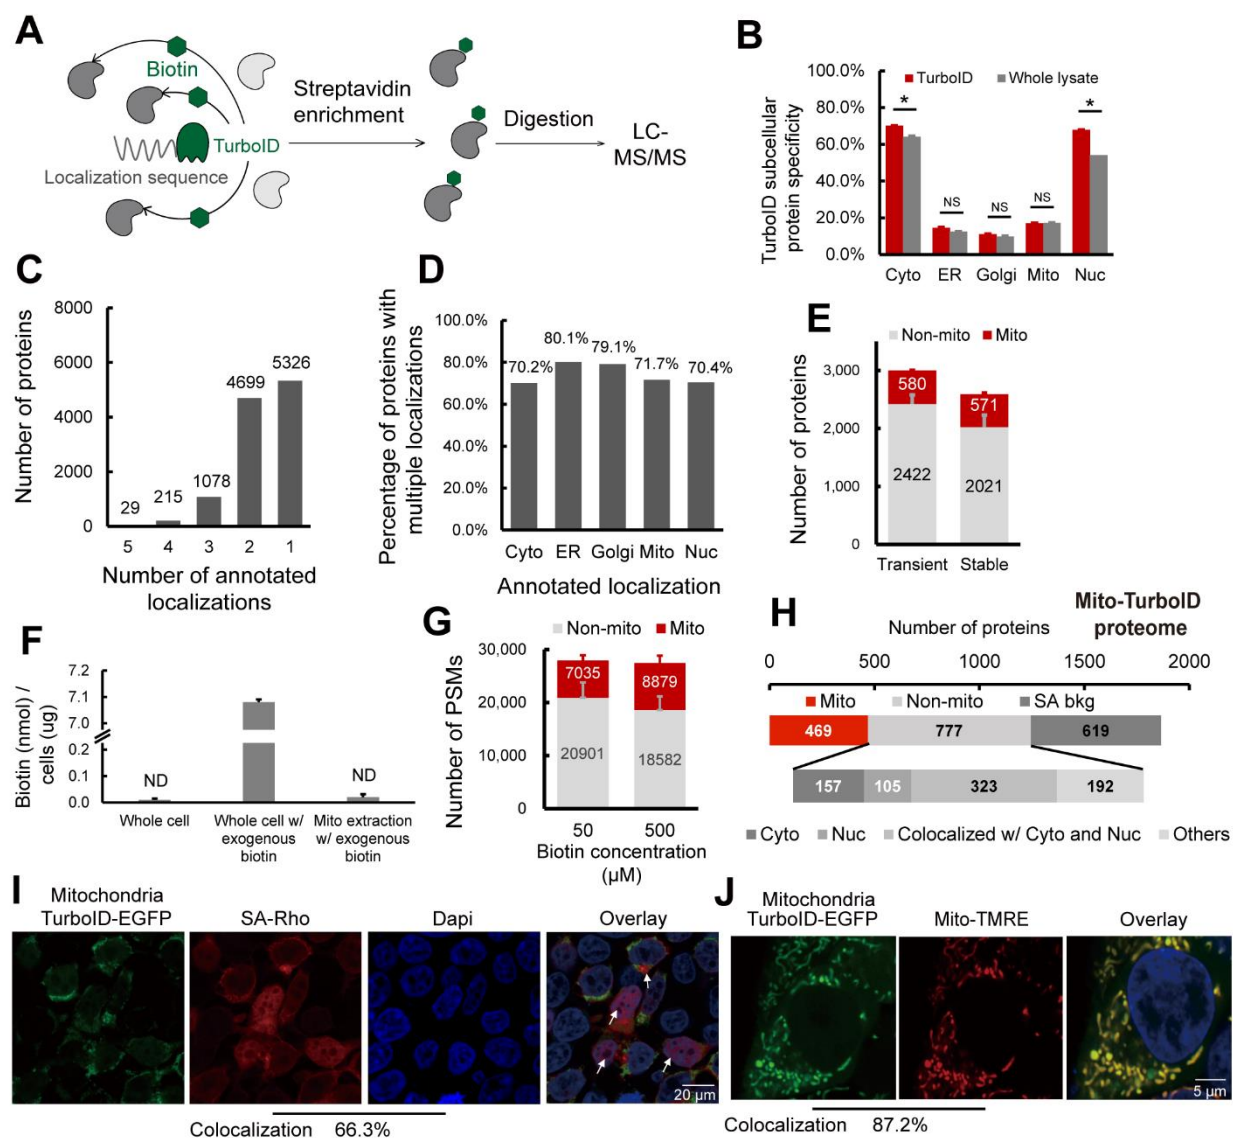 A
Biotin
TurboID
Localization sequence
Streptavidin
enrichment
Digestion
LC-
MS/MS
B
TurboID subcellular
protein specificity
100.0%
80.0%
60.0%
40.0%
20.0%
0.0%
TurboID Whole lysate
* NS NS NS *
Cyto ER Golgi Mito Nuc
C
Number of proteins
8000
6000
4000
2000
0
29 215 1078 4699 5326
5 4 3 2 1
Number of annotated
localizations
D
Percentage of proteins with
multiple localizations
100.0%
80.0%
60.0%
40.0%
20.0%
0.0%
70.2% 80.1% 79.1% 71.7% 70.4%
Cyto ER Golgi Mito Nuc
Annotated localization
E
Non-mito Mito
Number of proteins
3,000
2,000
1,000
0
580 571
2422 2021
Transient Stable
F
Biotin (nmol) /
cells (ug)
7.2
7.1
7.0
0.2
0.1
0.0
ND ND
Whole cell
Whole cell w/
exogenous
biotin
Mito extraction
w/ exogenous
biotin
G
Non-mito Mito
Number of PSMs
30,000
20,000
10,000
0
7035 8879
20901 18582
50 500
Biotin concentration
(µM)
H
Mito-TurboID
proteome
Number of proteins
0 500 1000 1500 2000
Mito Non-mito SA bkg
469 777 619
157 105 323 192
Cyto Nuc Colocalized w/ Cyto and Nuc Others
I
Mitochondria
TurboID-EGFP
SA-Rho
Dapi
Overlay
20 µm
Colocalization 66.3%
J
Mitochondria
TurboID-EGFP
Mito-TMRE
Overlay
5 µm
Colocalization 87.2%